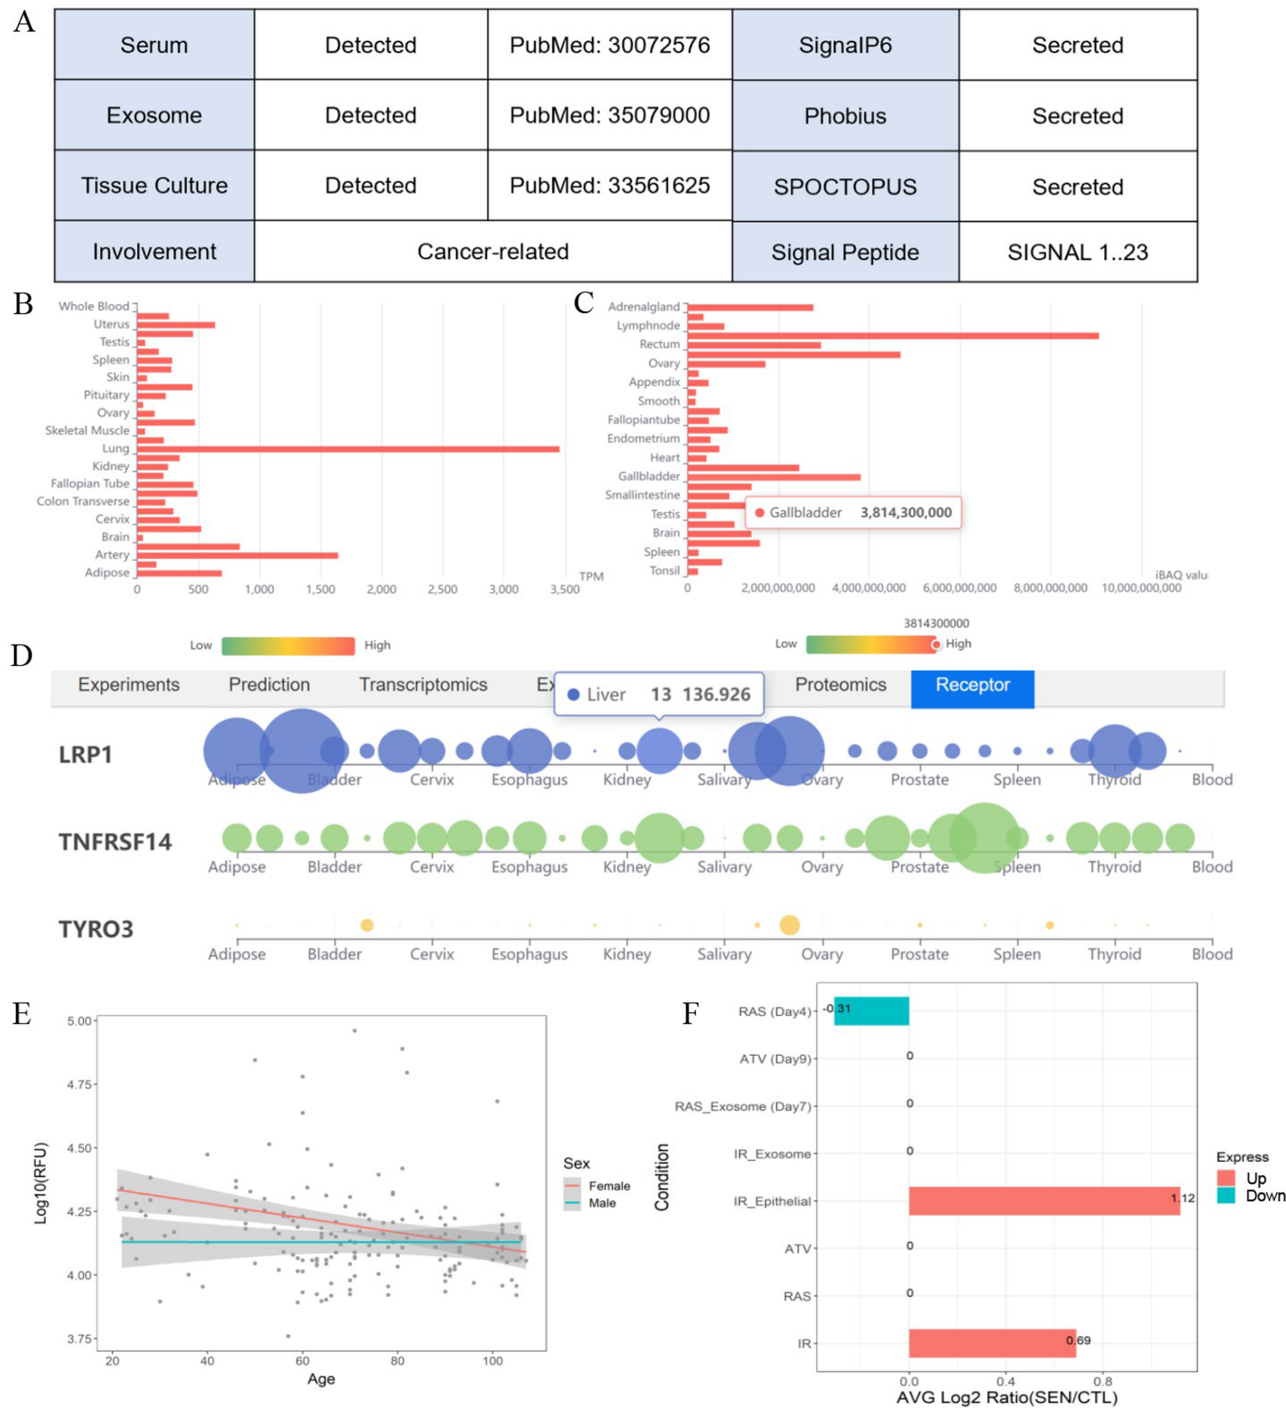 A
Serum Detected PubMed: 30072576 SignalP6 Secreted
Exosome Detected PubMed: 35079000 Phobius Secreted
Tissue Culture Detected PubMed: 33561625 SPOCTOPUS Secreted
Involvement Cancer-related Signal Peptide SIGNAL 1..23
B
Whole Blood
Uterus
Testis
Spleen
Skin
Pituitary
Ovary
Skeletal Muscle
Lung
Kidney
Fallopian Tube
Colon Transverse
Cervix
Brain
Artery
Adipose
0 500 1,000 1,500 2,000 2,500 3,000 3,500
TPM
Low High
C
Adrenalgland
Lymphnode
Rectum
Ovary
Appendix
Smooth
Fallopiantube
Endometrium
Heart
Gallbladder
Smallintestine
Testis
Brain
Spleen
Tonsil
Gallbladder 3,814,300,000
0 2,000,000,000 4,000,000,000 6,000,000,000 8,000,000,000 10,000,000,000
iBAQ valu
3814300000
Low High
D
Experiments Prediction Transcriptomics Ex Proteomics Receptor
Liver 13 136.926
LRP1
Adipose Bladder Cervix Esophagus Kidney Salivary Ovary Prostate Spleen Thyroid Blood
TNFRSF14
Adipose Bladder Cervix Esophagus Kidney Salivary Ovary Prostate Spleen Thyroid Blood
TYRO3
Adipose Bladder Cervix Esophagus Kidney Salivary Ovary Prostate Spleen Thyroid Blood
E
Log10(RFU)
5.00
4.75
4.50
4.25
4.00
3.75
20 40 60 80 100
Age
Sex
Female
Male
F
Condition
RAS (Day4) -0.31
ATV (Day9) 0
RAS_Exosome (Day7) 0
IR_Exosome 0
IR_Epithelial 1.12
ATV 0
RAS 0
IR 0.69
0.0 0.4 0.8
AVG Log2 Ratio(SEN/CTL)
Express
Up
Down